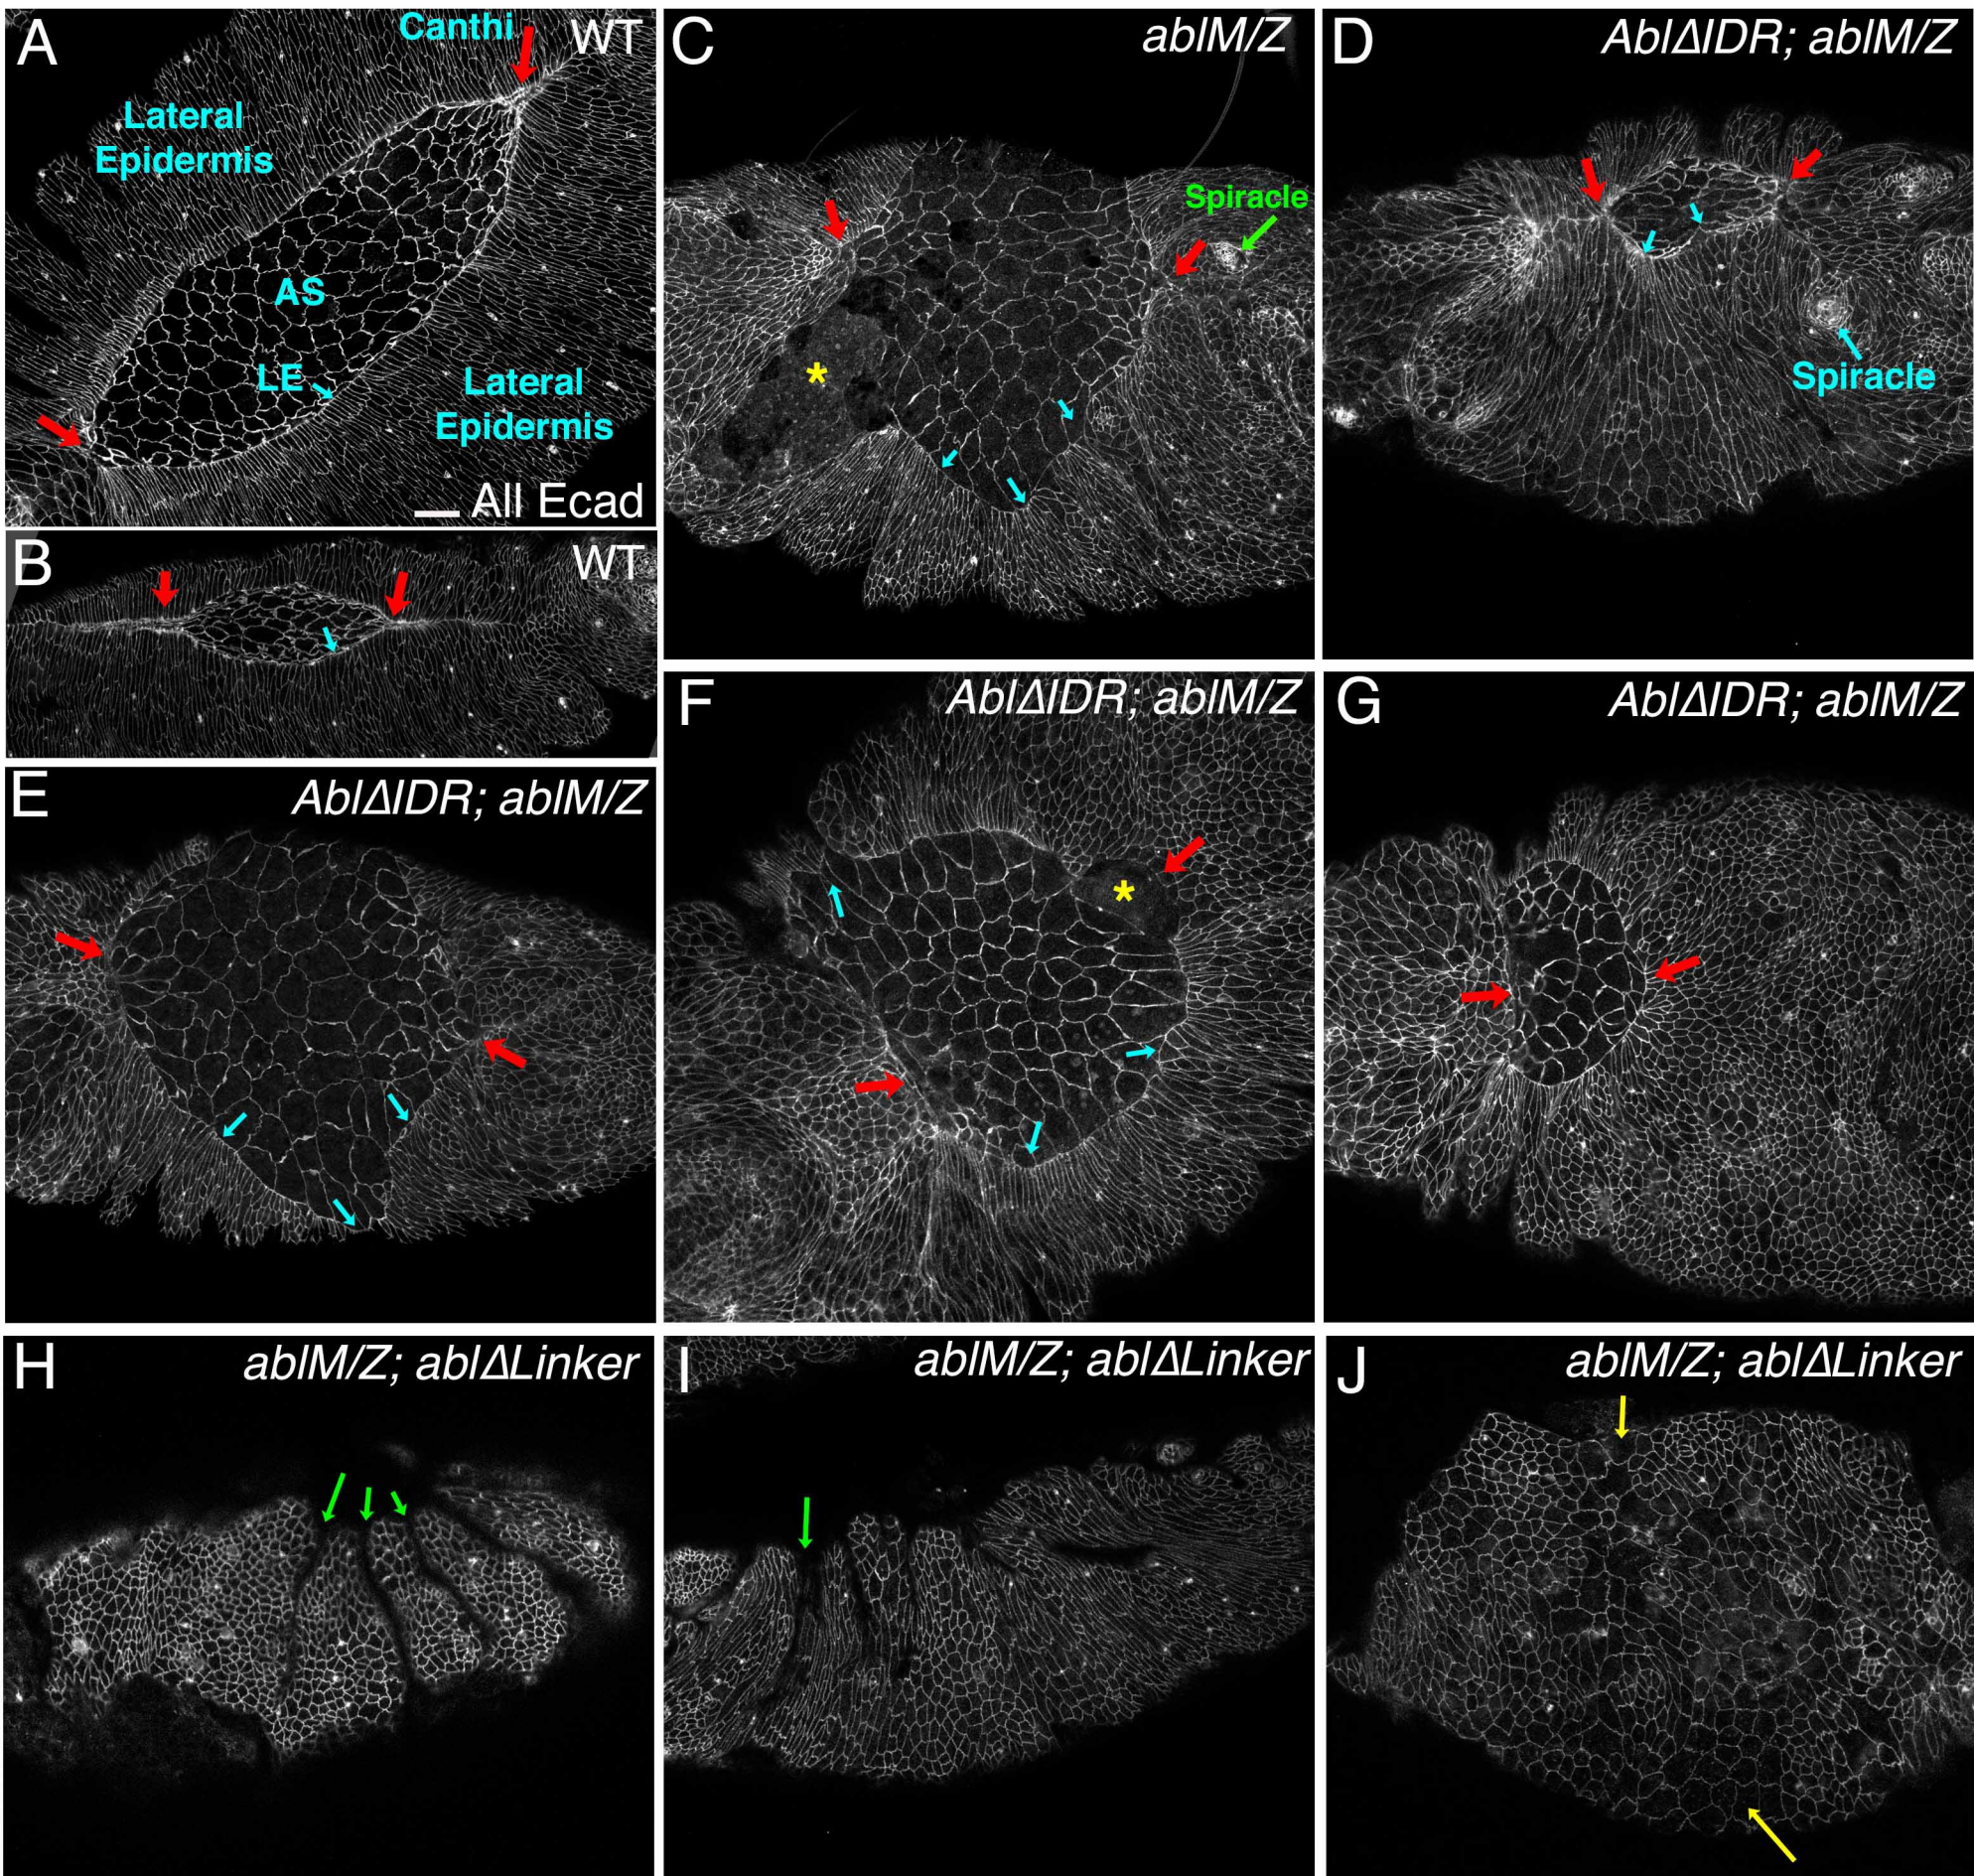 A
Canthi
WT
Lateral
Epidermis
AS
LE
Lateral
Epidermis
All Ecad
B
WT
C
ablM/Z
Spiracle
*
D
AblΔIDR; ablM/Z
Spiracle
E
AblΔIDR; ablM/Z
F
AblΔIDR; ablM/Z
*
G
AblΔIDR; ablM/Z
H
ablM/Z; ablΔLinker
I
ablM/Z; ablΔLinker
J
ablM/Z; ablΔLinker